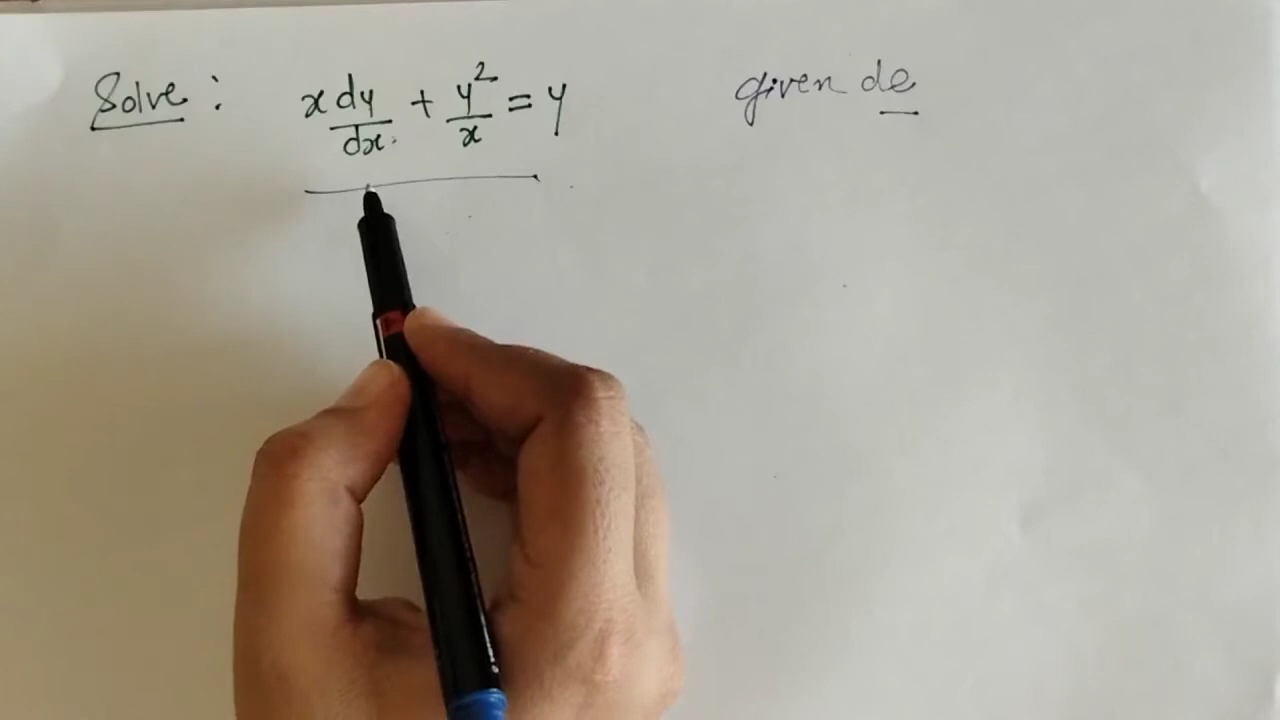 Solve : x dy/dx + y²/x = y given de